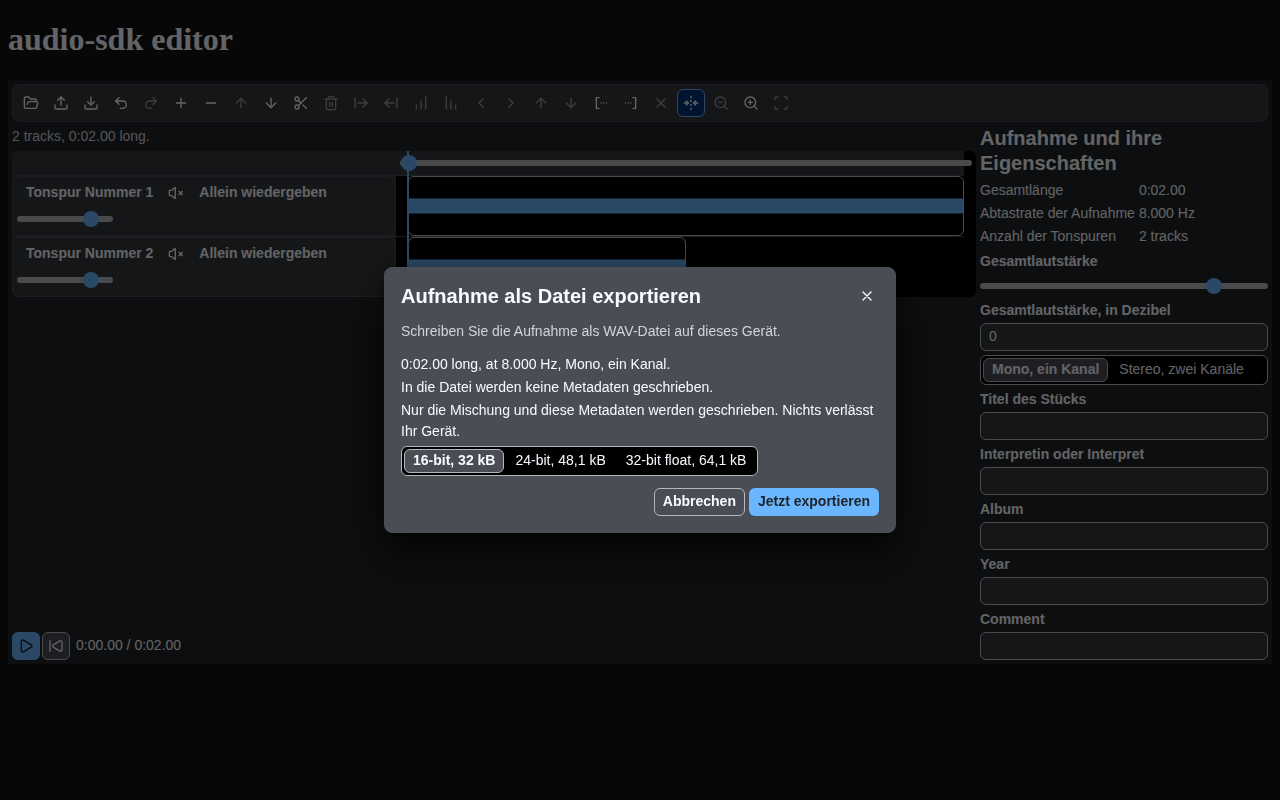 audio-sdk editor
2 tracks, 0:02.00 long.
Tonspur Nummer 1
Allein wiedergeben
Tonspur Nummer 2
Allein wiedergeben
Aufnahme und ihre
Eigenschaften
Gesamtlänge 0:02.00
Abtastrate der Aufnahme 8.000 Hz
Anzahl der Tonspuren 2 tracks
Gesamtlautstärke
Gesamtlautstärke, in Dezibel
0
Mono, ein Kanal Stereo, zwei Kanäle
Titel des Stücks
Interpretin oder Interpret
Album
Year
Comment
Aufnahme als Datei exportieren
Schreiben Sie die Aufnahme als WAV-Datei auf dieses Gerät.
0:02.00 long, at 8.000 Hz, Mono, ein Kanal.
In die Datei werden keine Metadaten geschrieben.
Nur die Mischung und diese Metadaten werden geschrieben. Nichts verlässt
Ihr Gerät.
16-bit, 32 kB 24-bit, 48,1 kB 32-bit float, 64,1 kB
Abbrechen Jetzt exportieren
0:00.00 / 0:02.00